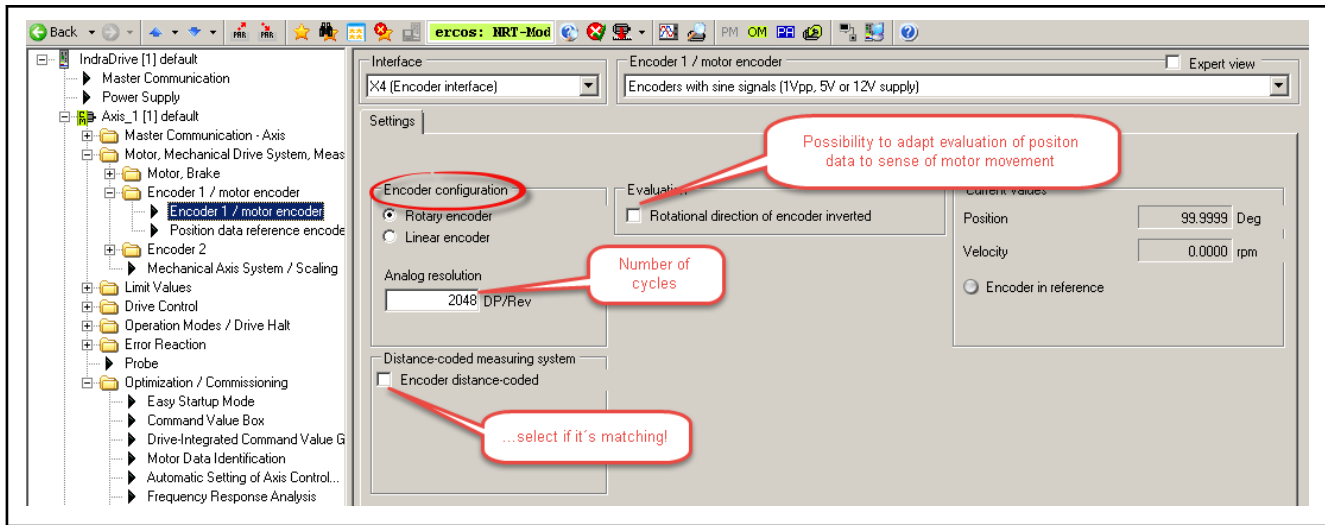 Back
PAR
PAR
ercos: NRT-Mod
PM OM PA
IndraDrive [1] default
Master Communication
Power Supply
Axis_1 [1] default
Master Communication - Axis
Motor, Mechanical Drive System, Meas
Motor, Brake
Encoder 1 / motor encoder
Encoder 1 / motor encoder
Position data reference encode
Encoder 2
Mechanical Axis System / Scaling
Limit Values
Drive Control
Operation Modes / Drive Halt
Error Reaction
Probe
Optimization / Commissioning
Easy Startup Mode
Command Value Box
Drive-Integrated Command Value G
Motor Data Identification
Automatic Setting of Axis Control...
Frequency Response Analysis
Interface
X4 (Encoder interface)
Encoder 1 / motor encoder
Expert view
Encoders with sine signals (1Vpp, 5V or 12V supply)
Settings
Possibility to adapt evaluation of positon
data to sense of motor movement
Encoder configuration
Rotary encoder
Linear encoder
Analog resolution
2048 DP/Rev
Number of
cycles
Evaluation
Rotational direction of encoder inverted
Current values
Position 99.9999 Deg
Velocity 0.0000 rpm
Encoder in reference
Distance-coded measuring system
Encoder distance-coded
...select if it´s matching!